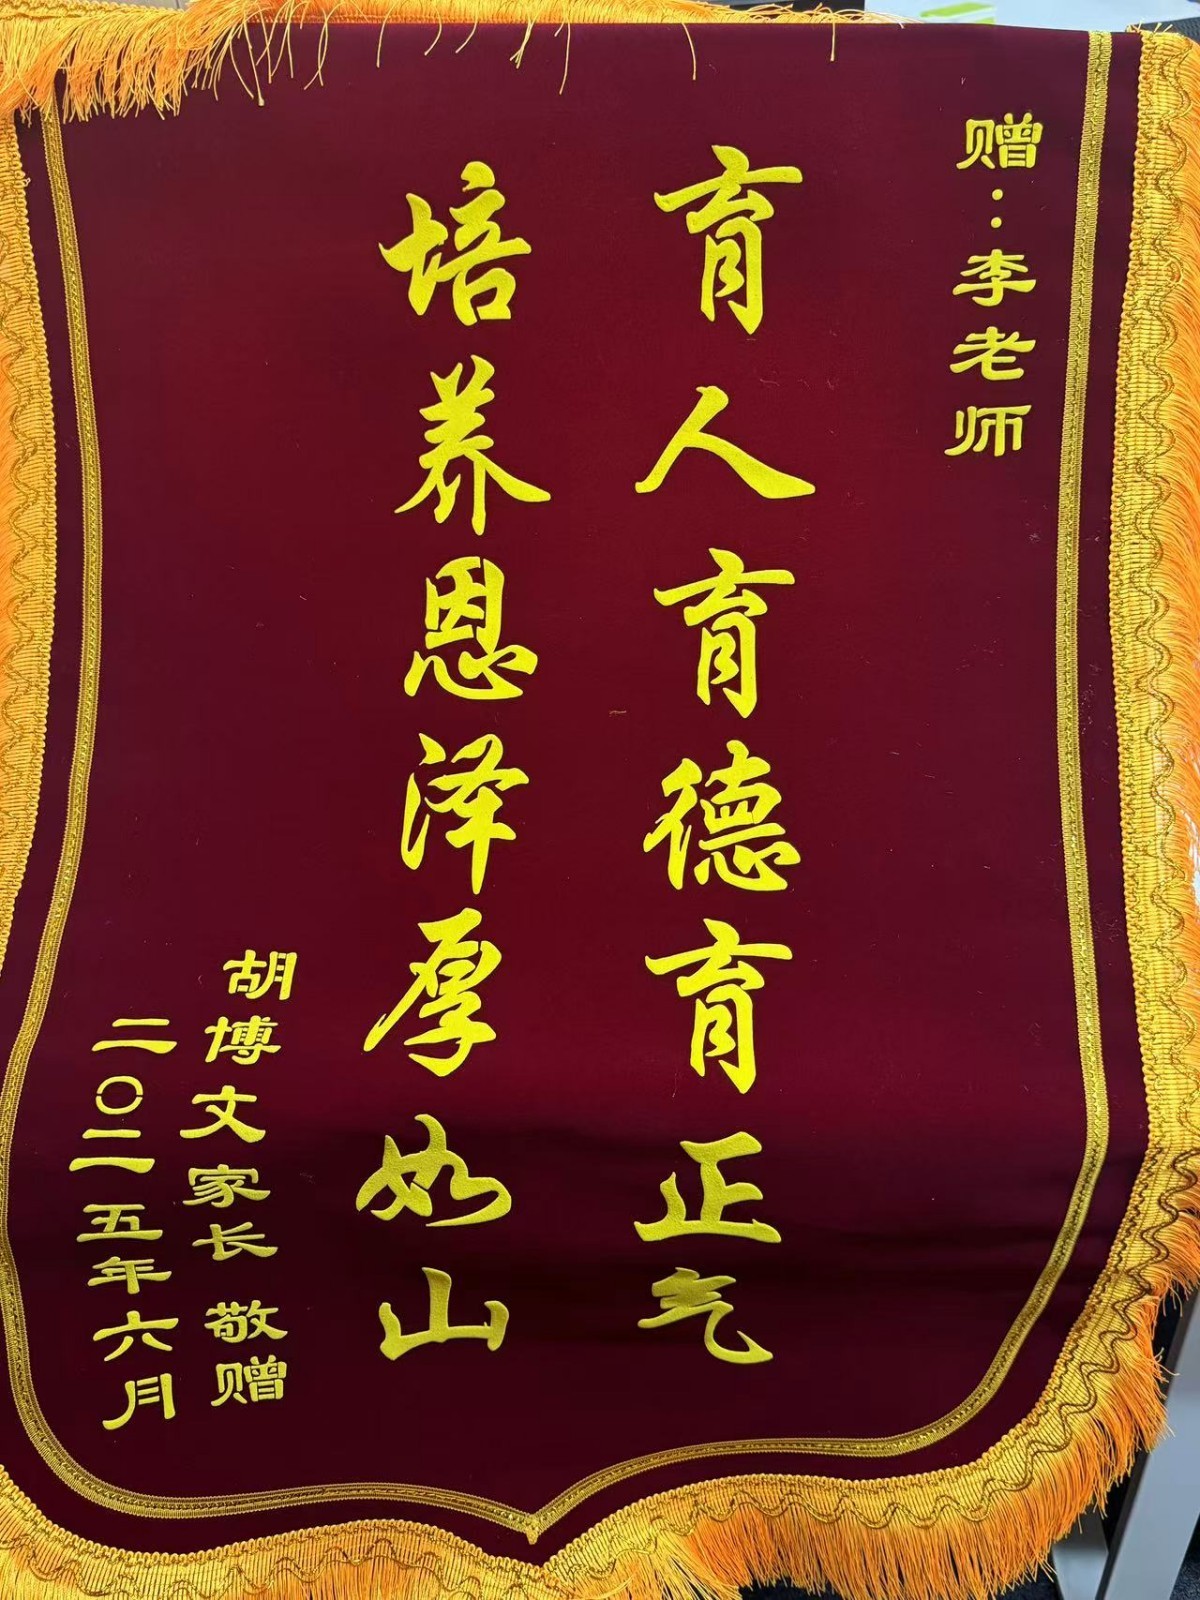 赠：李老师
育人育德育正气
培养恩泽厚如山
胡博文家长 敬赠
二〇二五年六月